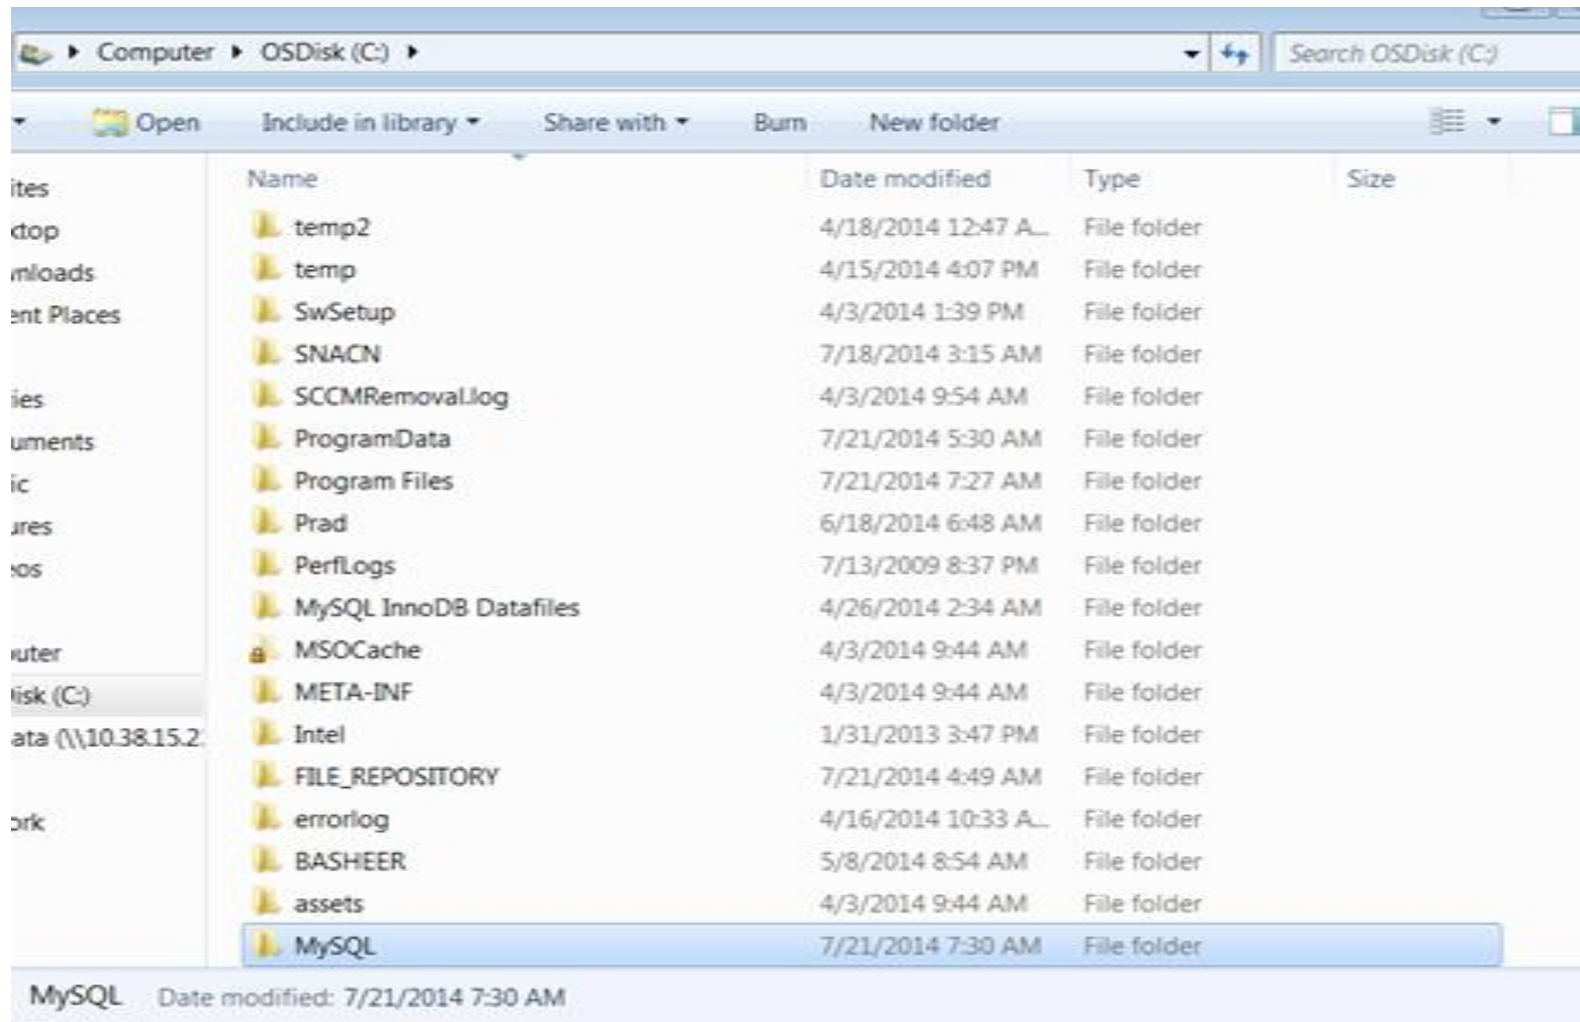 Computer OSDisk (C:) Search OSDisk (C:)
Open Include in library Share with Burn New folder
Name Date modified Type Size
ites
ktop
wnloads
ent Places
ies
uments
ic
ures
eos
uter
isk (C:)
ata (\\10.38.15.2
ork
temp2 4/18/2014 12:47 A... File folder
temp 4/15/2014 4:07 PM File folder
SwSetup 4/3/2014 1:39 PM File folder
SNACN 7/18/2014 3:15 AM File folder
SCCMRemoval.log 4/3/2014 9:54 AM File folder
ProgramData 7/21/2014 5:30 AM File folder
Program Files 7/21/2014 7:27 AM File folder
Prad 6/18/2014 6:48 AM File folder
PerfLogs 7/13/2009 8:37 PM File folder
MySQL InnoDB Datafiles 4/26/2014 2:34 AM File folder
MSOCache 4/3/2014 9:44 AM File folder
META-INF 4/3/2014 9:44 AM File folder
Intel 1/31/2013 3:47 PM File folder
FILE_REPOSITORY 7/21/2014 4:49 AM File folder
errorlog 4/16/2014 10:33 A... File folder
BASHEER 5/8/2014 8:54 AM File folder
assets 4/3/2014 9:44 AM File folder
MySQL 7/21/2014 7:30 AM File folder
MySQL Date modified: 7/21/2014 7:30 AM